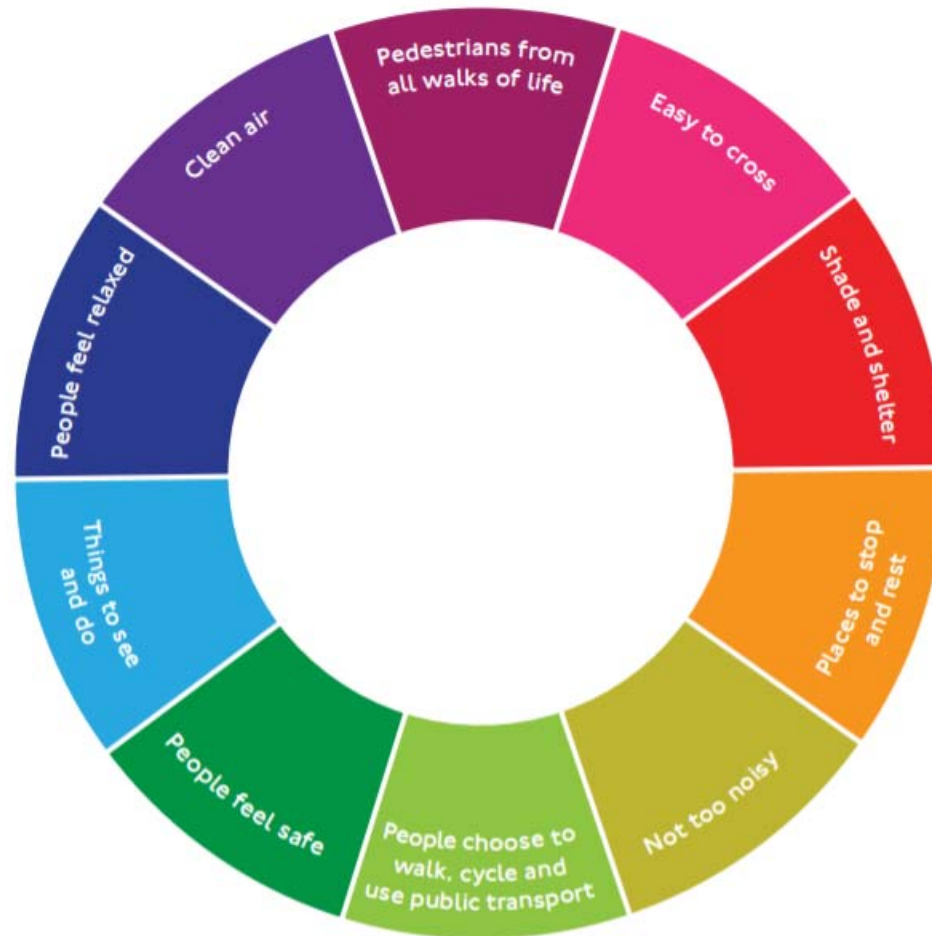 Pedestrians from
all walks of life
Easy to cross
Shade and shelter
Places to stop
and rest
Not too noisy
People choose to
walk, cycle and
use public transport
People feel safe
Things to see
and do
People feel relaxed
Clean air